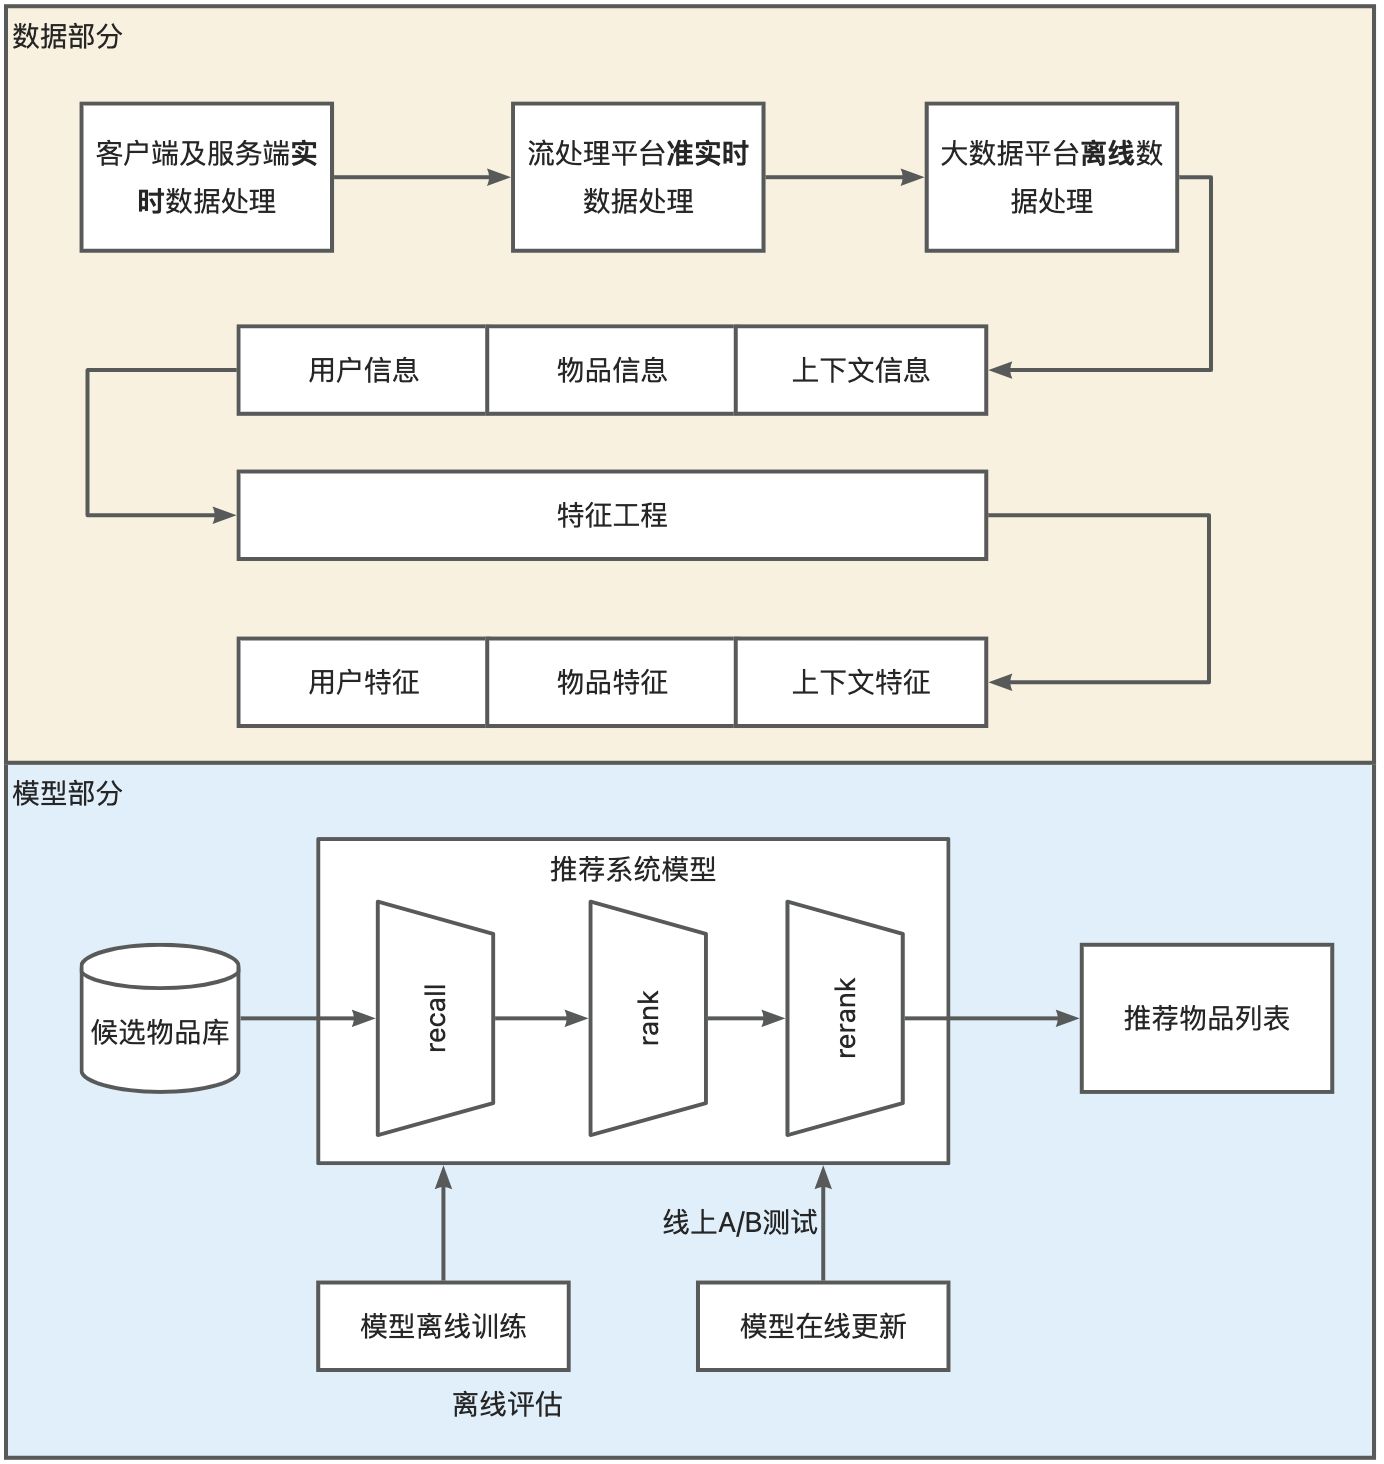 数据部分
客户端及服务端实
时数据处理
流处理平台准实时
数据处理
大数据平台离线数
据处理
用户信息
物品信息
上下文信息
特征工程
用户特征
物品特征
上下文特征
模型部分
推荐系统模型
候选物品库
recall
rank
rerank
推荐物品列表
线上A/B测试
模型离线训练
模型在线更新
离线评估